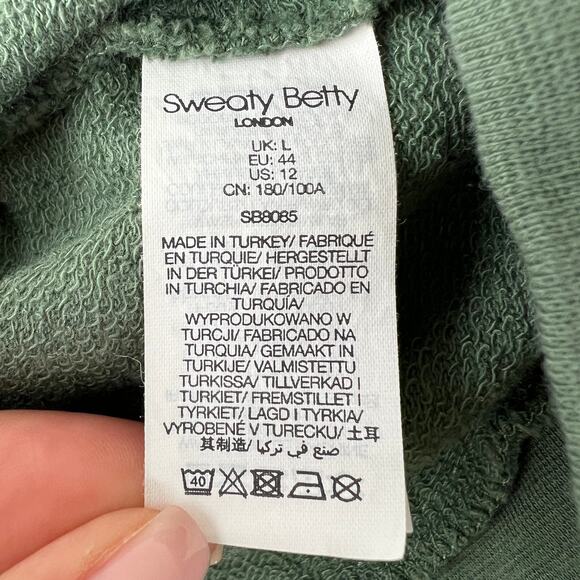 Sweaty Betty
LONDON
UK: L
EU: 44
US: 12
CN: 180/100A
SB8085
MADE IN TURKEY/ FABRIQUÉ
EN TURQUIE/ HERGESTELLT
IN DER TÜRKEI/ PRODOTTO
IN TURCHIA/ FABRICADO EN
TURQUÍA/
WYPRODUKOWANO W
TURCJI/ FABRICADO NA
TURQUIA/ GEMAAKT IN
TURKIJE/ VALMISTETTU
TURKISSA/ TILLVERKAD I
TURKIET/ FREMSTILLET I
TYRKIET/ LAGD I TYRKIA/
VYROBENÉ V TURECKU/ 土耳
其制造/ صنع في تركيا/
40